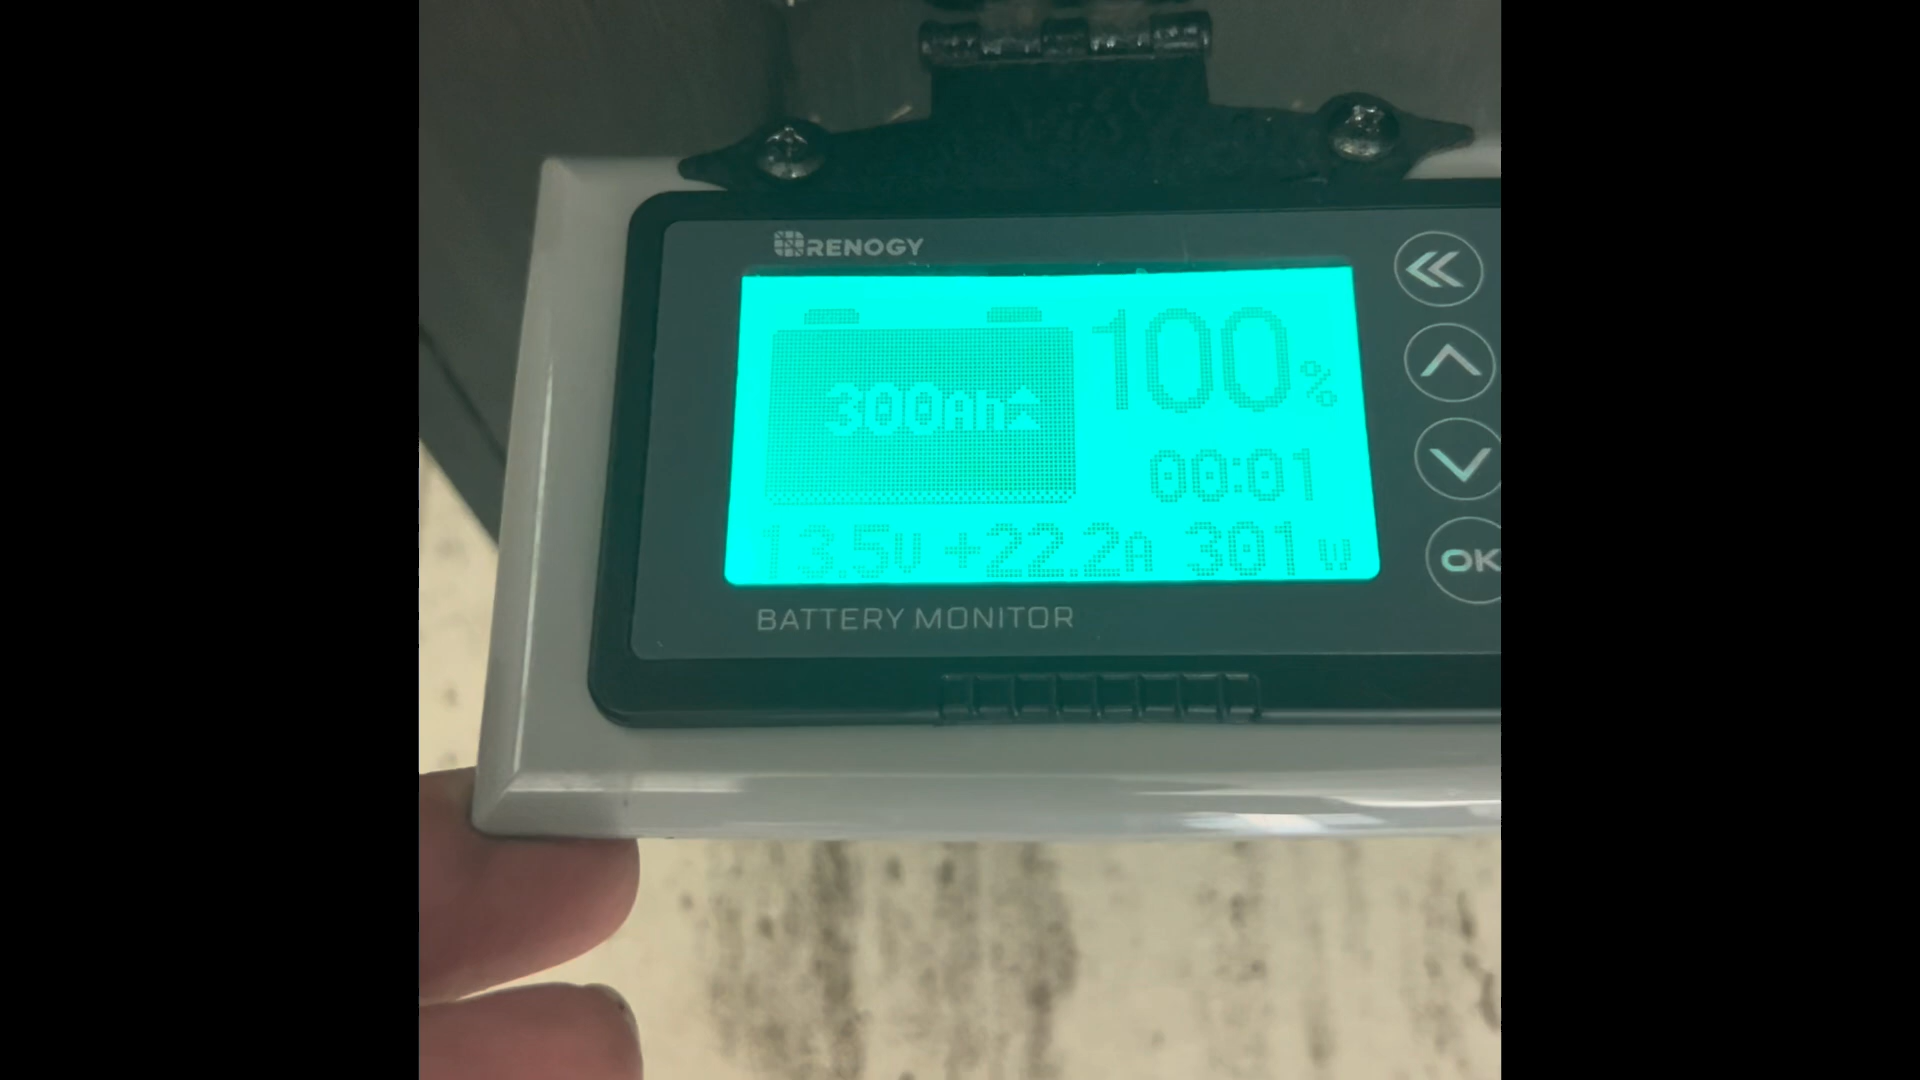 RENOGY
300Ah
100%
00:01
13.5V +22.2A 301W
BATTERY MONITOR
OK